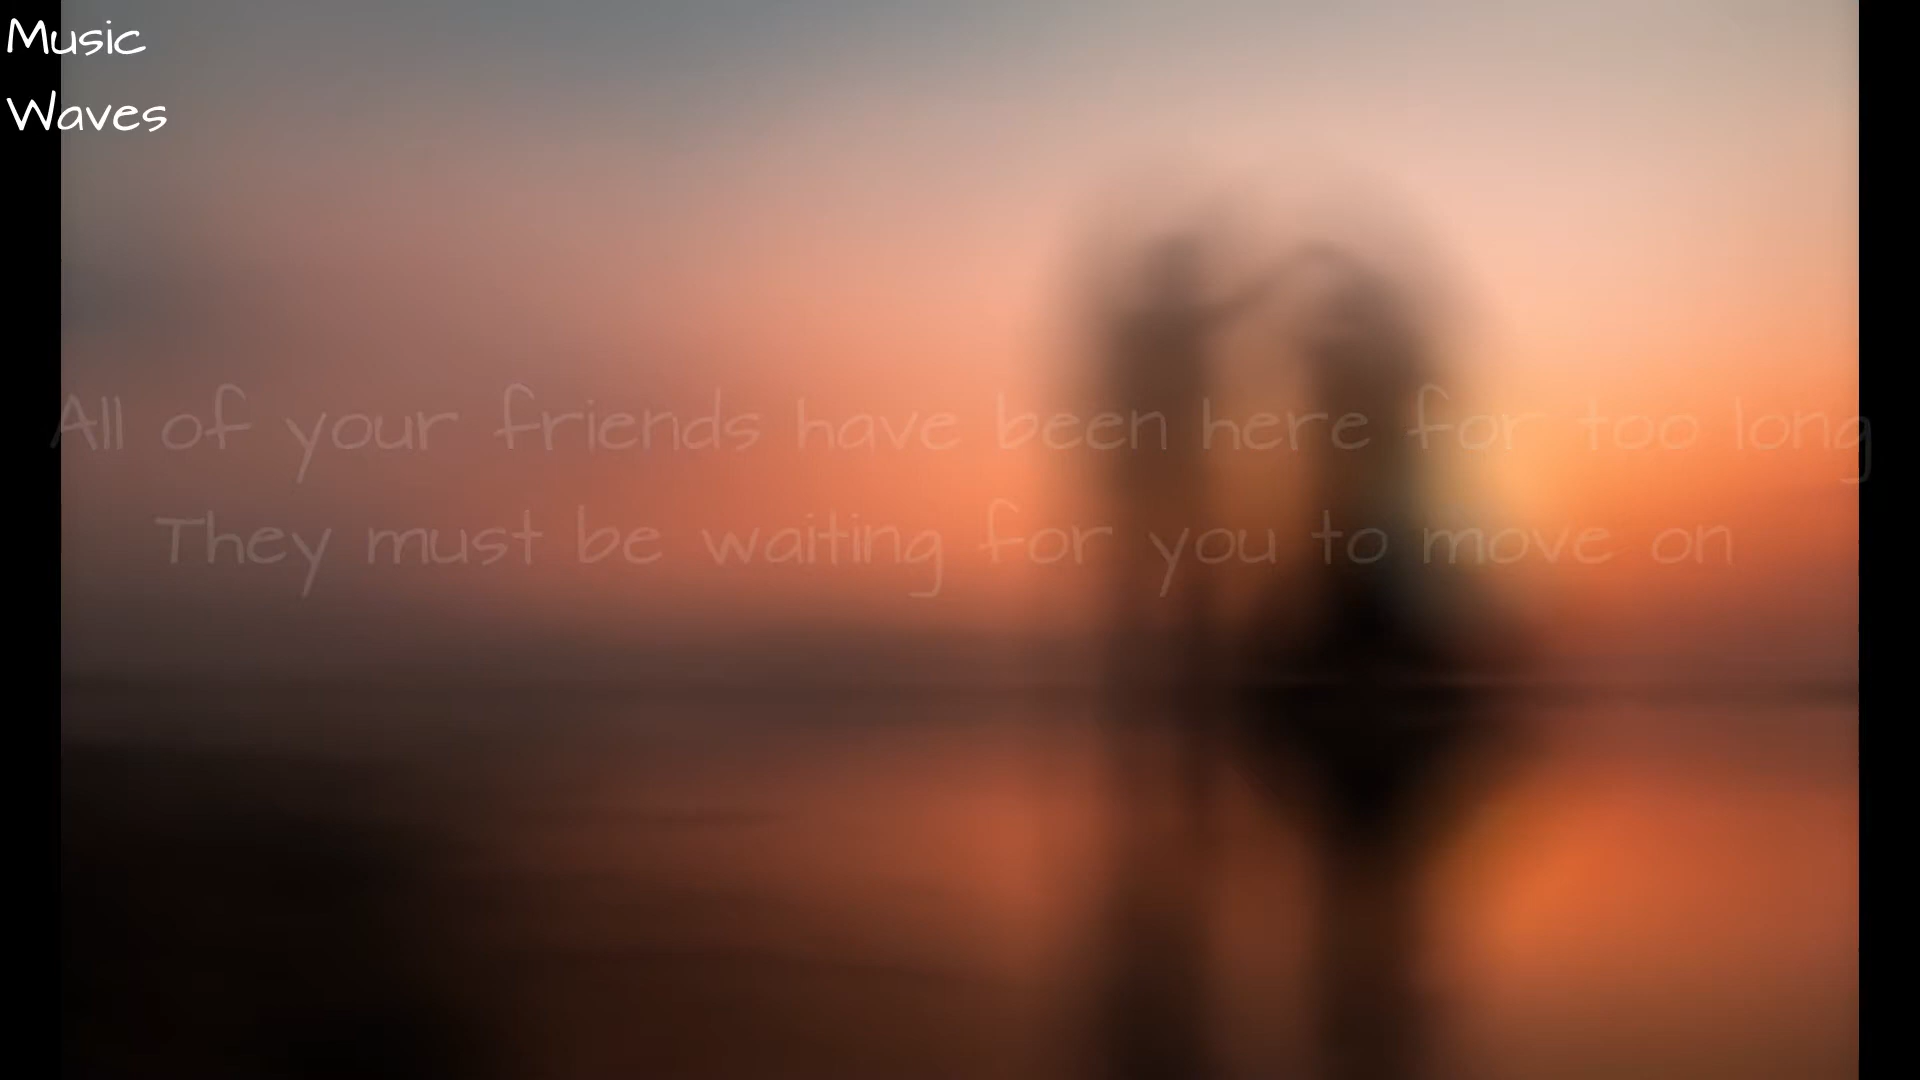 Music
Waves
All of your friends have been here for too long
They must be waiting for you to move on